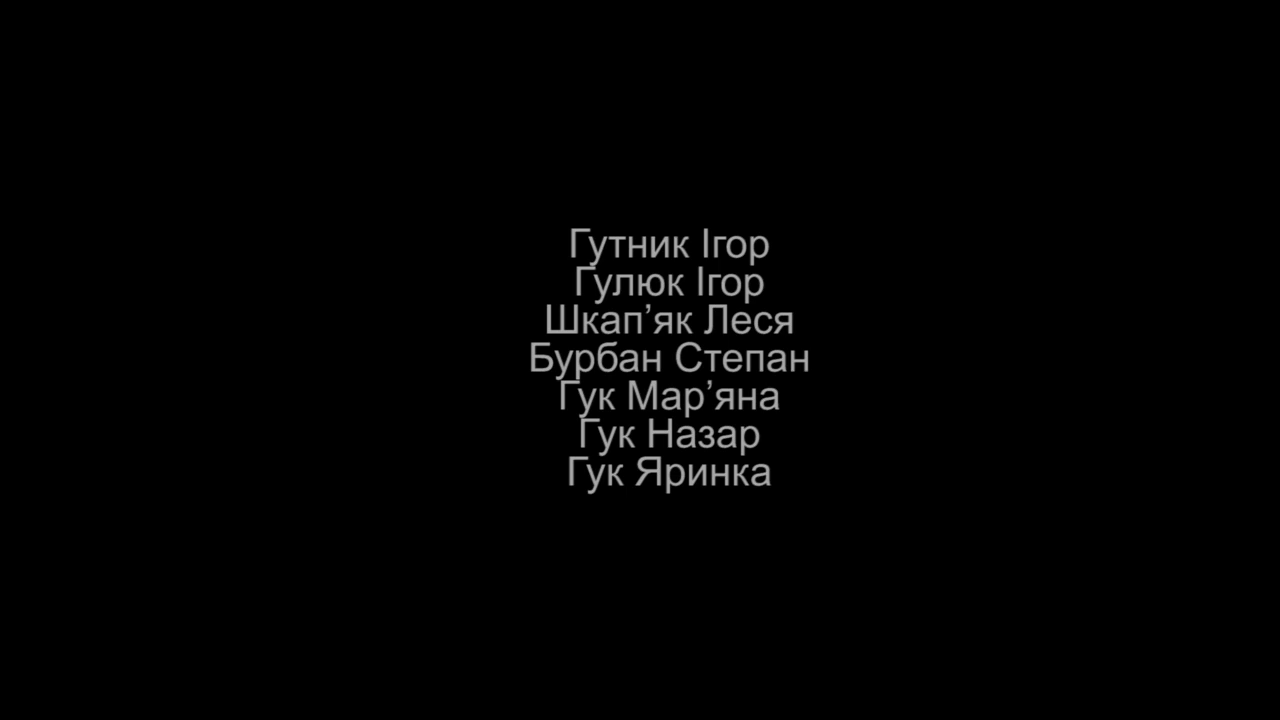 Гутник Ігор
Гулюк Ігор
Шкап’як Леся
Бурбан Степан
Гук Мар’яна
Гук Назар
Гук Яринка